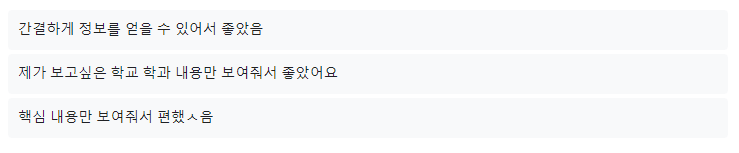 간결하게 정보를 얻을 수 있어서 좋았음
제가 보고싶은 학교 학과 내용만 보여줘서 좋았어요
핵심 내용만 보여줘서 편했ㅅ음